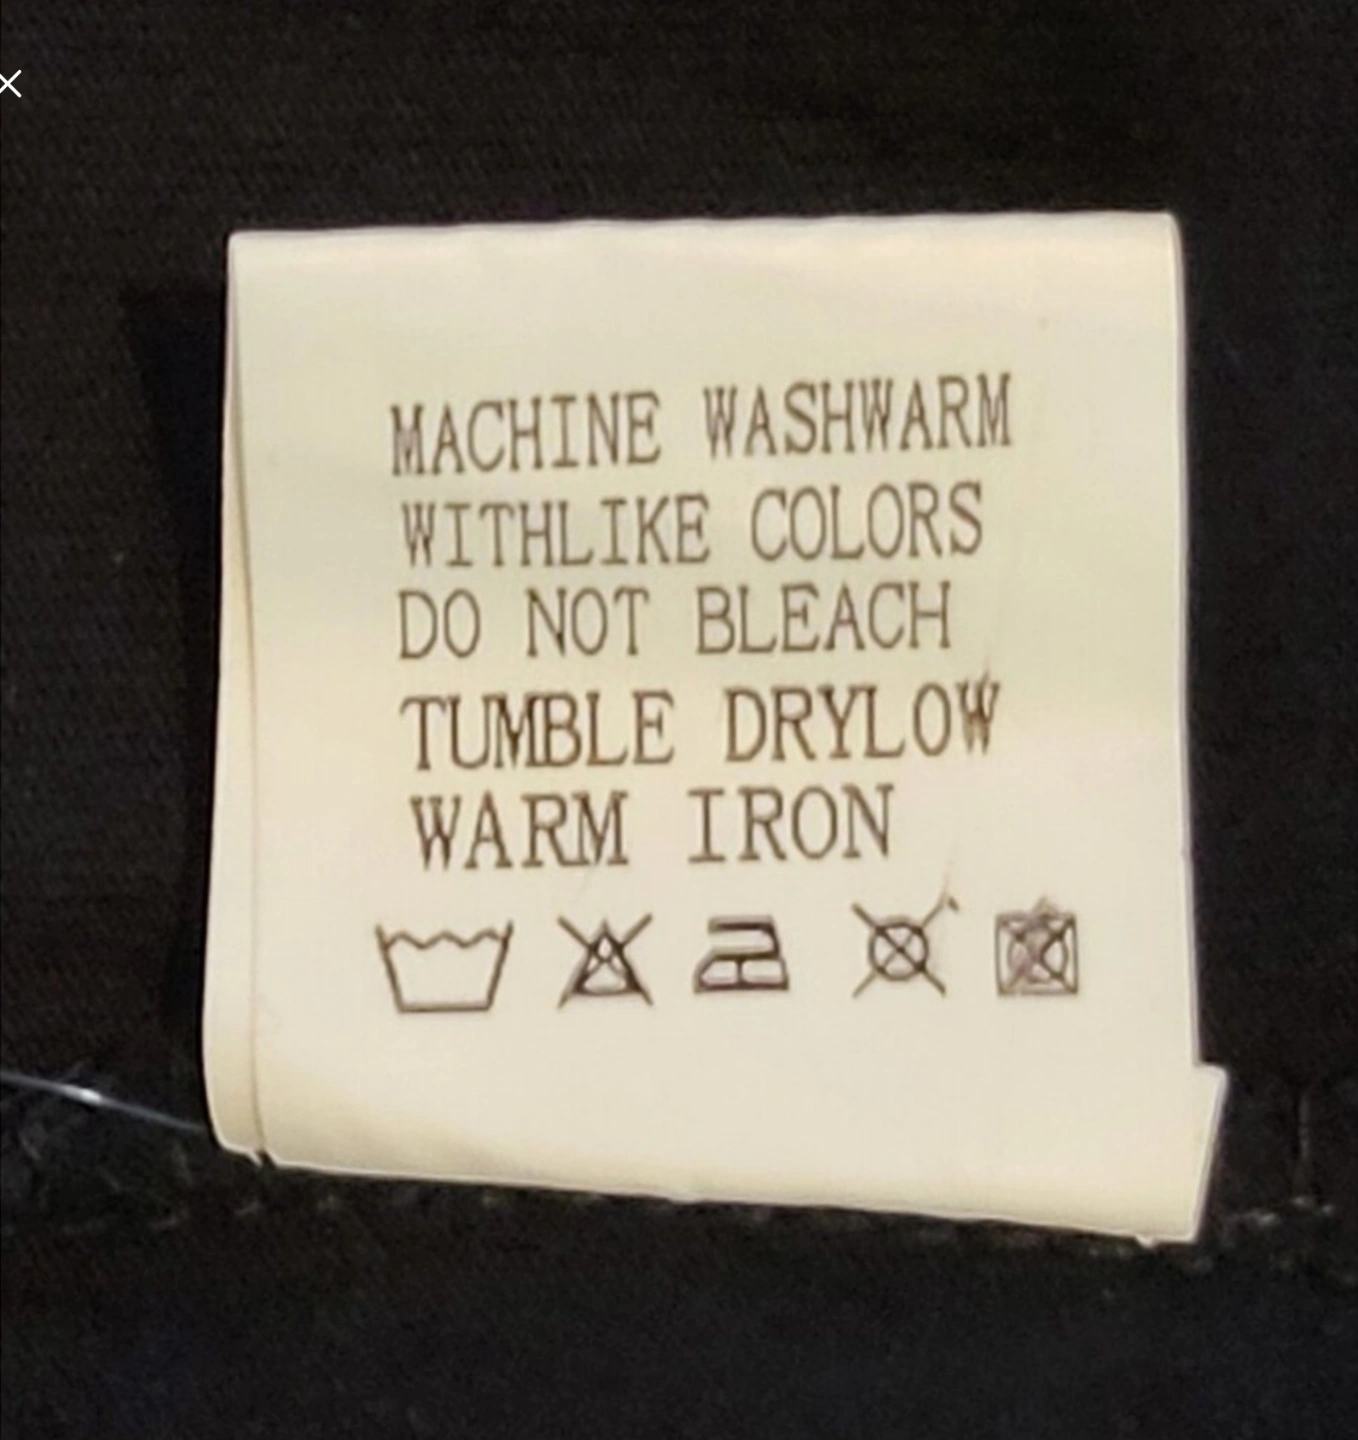 MACHINE WASHWARM
WITHLIKE COLORS
DO NOT BLEACH
TUMBLE DRYLOW
WARM IRON